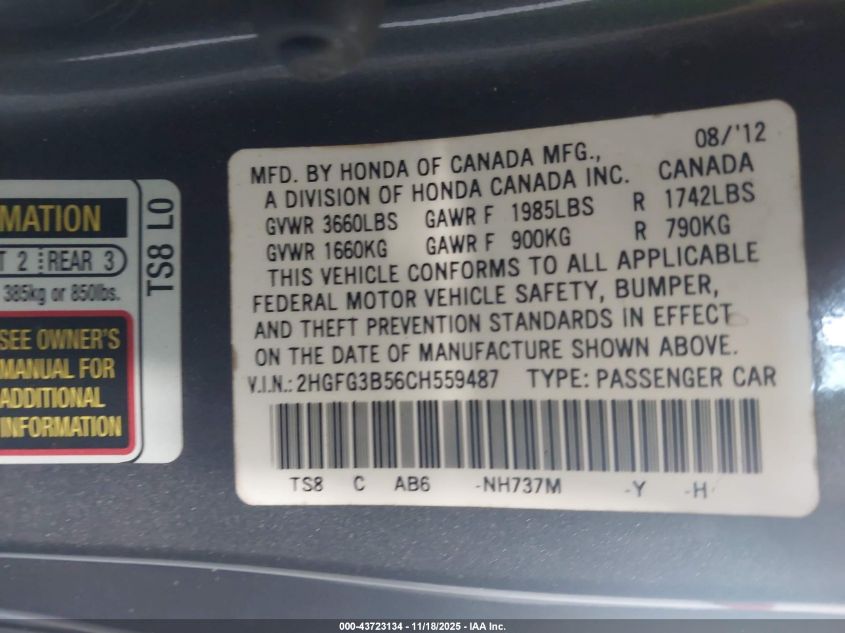 MATION
T 2 REAR 3
385kg or 850lbs.
SEE OWNER'S
MANUAL FOR
ADDITIONAL
INFORMATION
TS8 L0
08/'12
MFD. BY HONDA OF CANADA MFG.,
A DIVISION OF HONDA CANADA INC. CANADA
GVWR 3660LBS GAWR F 1985LBS R 1742LBS
GVWR 1660KG GAWR F 900KG R 790KG
THIS VEHICLE CONFORMS TO ALL APPLICABLE
FEDERAL MOTOR VEHICLE SAFETY, BUMPER,
AND THEFT PREVENTION STANDARDS IN EFFECT
ON THE DATE OF MANUFACTURE SHOWN ABOVE.
V.I.N.: 2HGFG3B56CH559487 TYPE: PASSENGER CAR
TS8 C AB6 -NH737M -Y -H
000-43723134 - 11/18/2025 - IAA Inc.